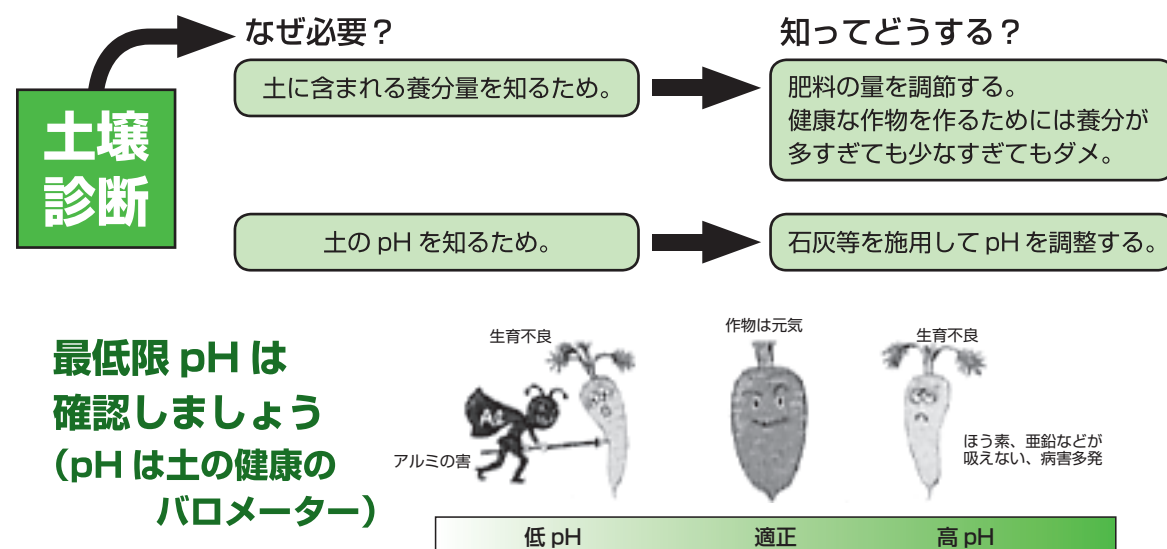 なぜ必要？
知ってどうする？
土壌
診断
土に含まれる養分量を知るため。
肥料の量を調節する。
健康な作物を作るためには養分が
多すぎても少なすぎてもダメ。
土の pH を知るため。
石灰等を施用して pH を調整する。
最低限 pH は
確認しましょう
（pH は土の健康の
バロメーター）
生育不良
作物は元気
生育不良
Aℓ
アルミの害
ほう素、亜鉛などが
吸えない、病害多発
低 pH
適正
高 pH